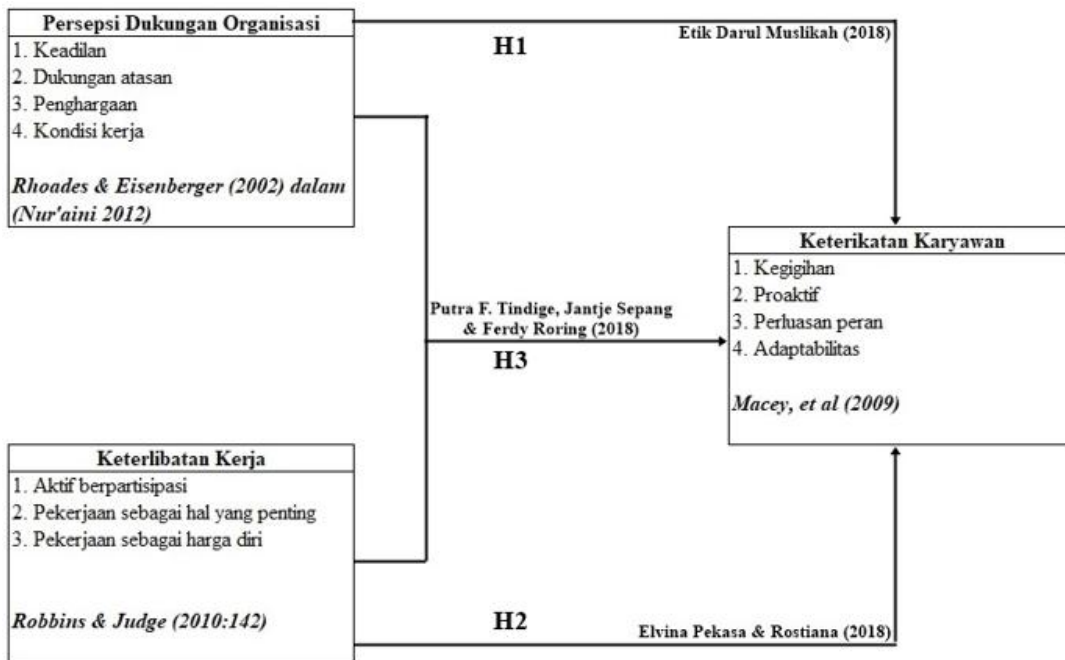 Persepsi Dukungan Organisasi
1. Keadilan
2. Dukungan atasan
3. Penghargaan
4. Kondisi kerja
Rhoades & Eisenberger (2002) dalam
(Nur'aini 2012)
H1
Etik Darul Muslikah (2018)
Keterikatan Karyawan
1. Kegigihan
2. Proaktif
3. Perluasan peran
4. Adaptabilitas
Macey, et al (2009)
Putra F. Tindige, Jantje Sepang
& Ferdy Roring (2018)
H3
Keterlibatan Kerja
1. Aktif berpartisipasi
2. Pekerjaan sebagai hal yang penting
3. Pekerjaan sebagai harga diri
Robbins & Judge (2010:142)
H2
Elvina Pekasa & Rostiana (2018)